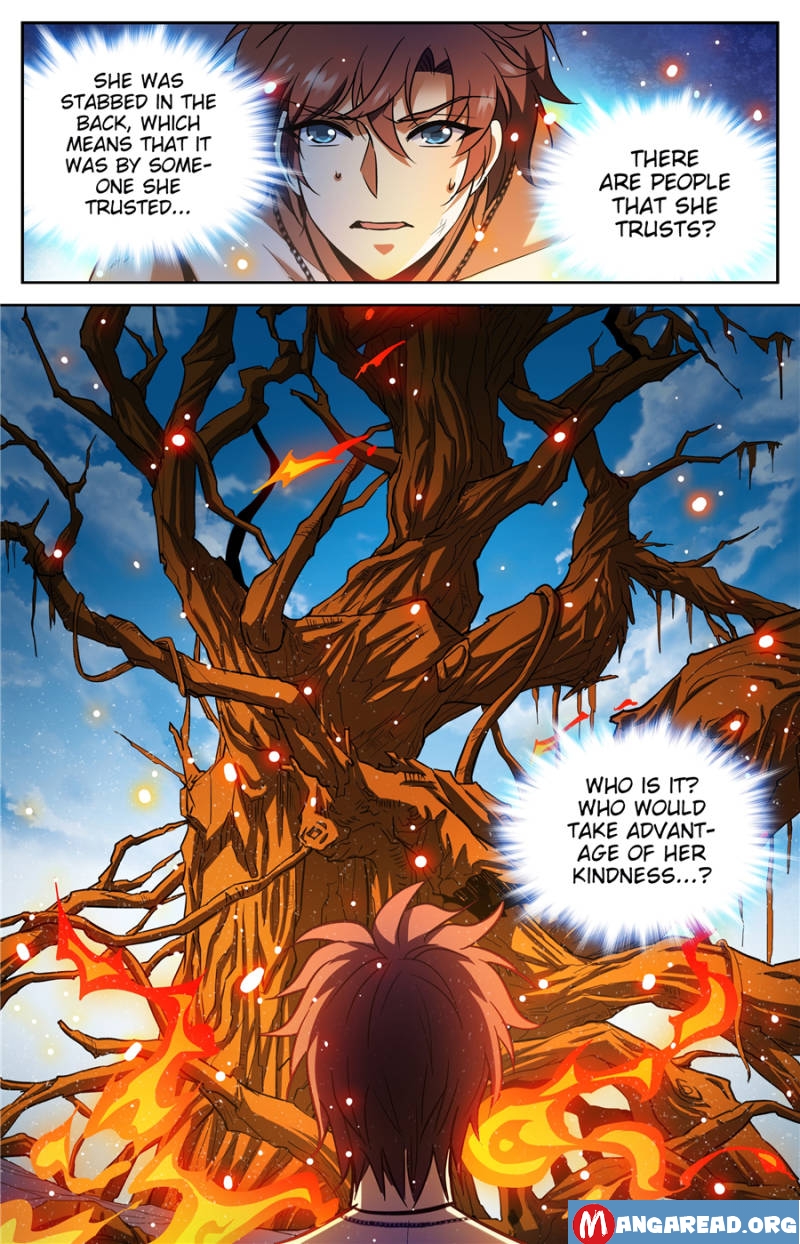 SHE WAS
STABBED IN THE
BACK, WHICH
MEANS THAT IT
WAS BY SOME-
ONE SHE
TRUSTED...
THERE
ARE PEOPLE
THAT SHE
TRUSTS?
WHO IS IT?
WHO WOULD
TAKE ADVANT-
AGE OF HER
KINDNESS...?
MANGAREAD.ORG